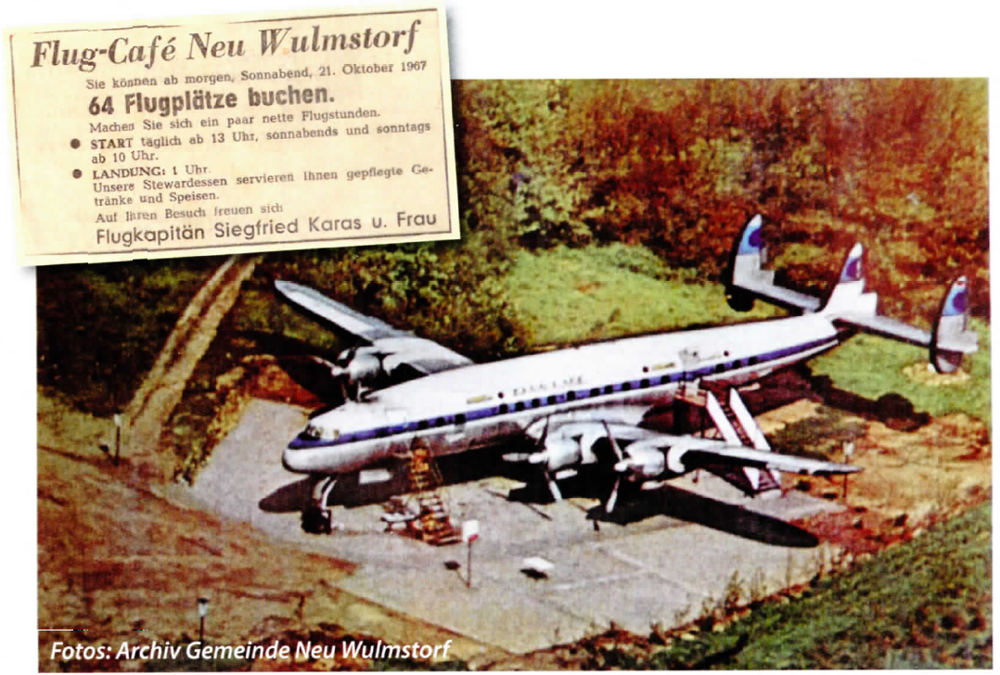 Flug-Café Neu Wulmstorf
Sie können ab morgen, Sonnabend, 21. Oktober 1967
64 Flugplätze buchen.
Machen Sie sich ein paar nette Flugstunden.
● START täglich ab 13 Uhr, sonnabends und sonntags
ab 10 Uhr.
● LANDUNG: 1 Uhr.
Unsere Stewardessen servieren Ihnen gepflegte Ge-
tränke und Speisen.
Auf Ihren Besuch freuen sich
Flugkapitän Siegfried Karas u. Frau
Fotos: Archiv Gemeinde Neu Wulmstorf